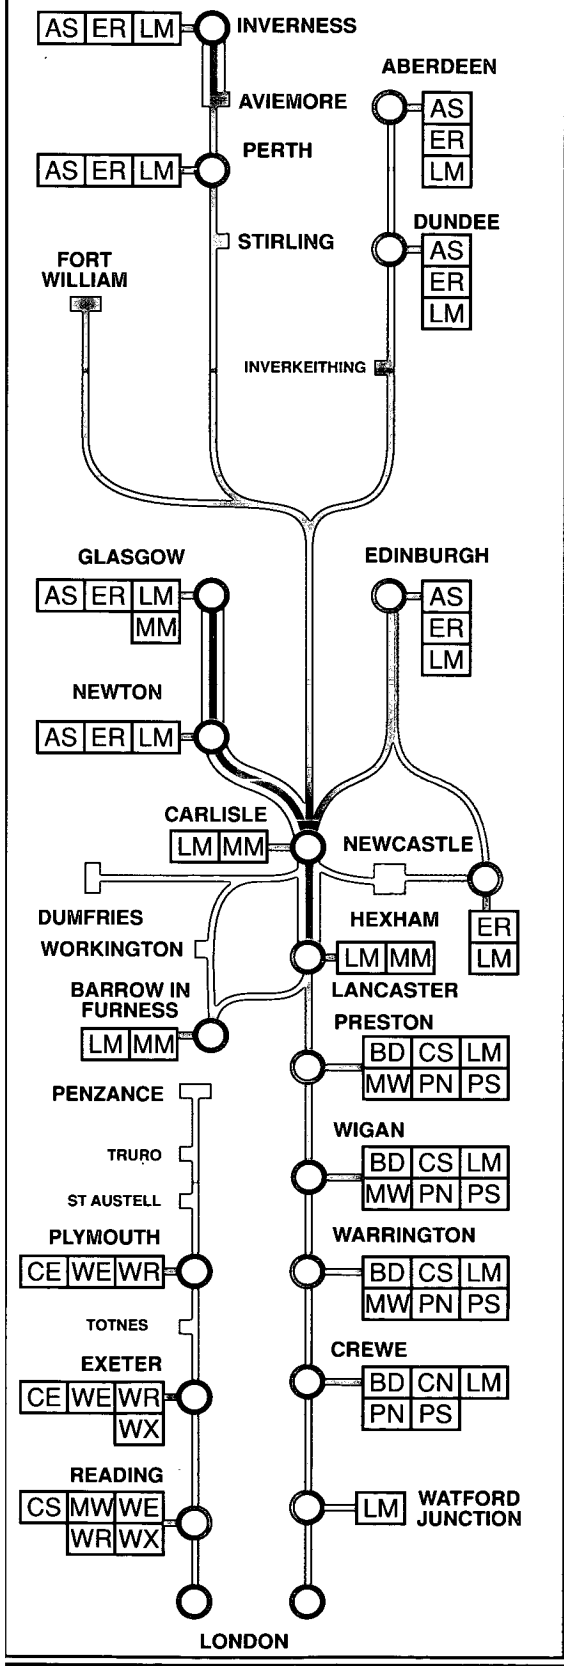 AS ER LM INVERNESS
ABERDEEN
AVIEMORE AS
ER
PERTH
AS ER LM LM
DUNDEE
STIRLING AS
FORT ER
WILLIAM LM
INVERKEITHING
GLASGOW EDINBURGH
AS ER LM AS
MM ER
LM
NEWTON
AS ER LM
CARLISLE
LM MM NEWCASTLE
DUMFRIES HEXHAM ER
WORKINGTON LM MM LM
BARROW IN LANCASTER
FURNESS PRESTON
LM MM BD CS LM
MW PN PS
PENZANCE
WIGAN
TRURO BD CS LM
MW PN PS
ST AUSTELL
PLYMOUTH WARRINGTON
CE WE WR BD CS LM
MW PN PS
TOTNES
EXETER CREWE
CE WE WR BD CN LM
WX PN PS
READING
CS MW WE LM WATFORD
WR WX JUNCTION
LONDON